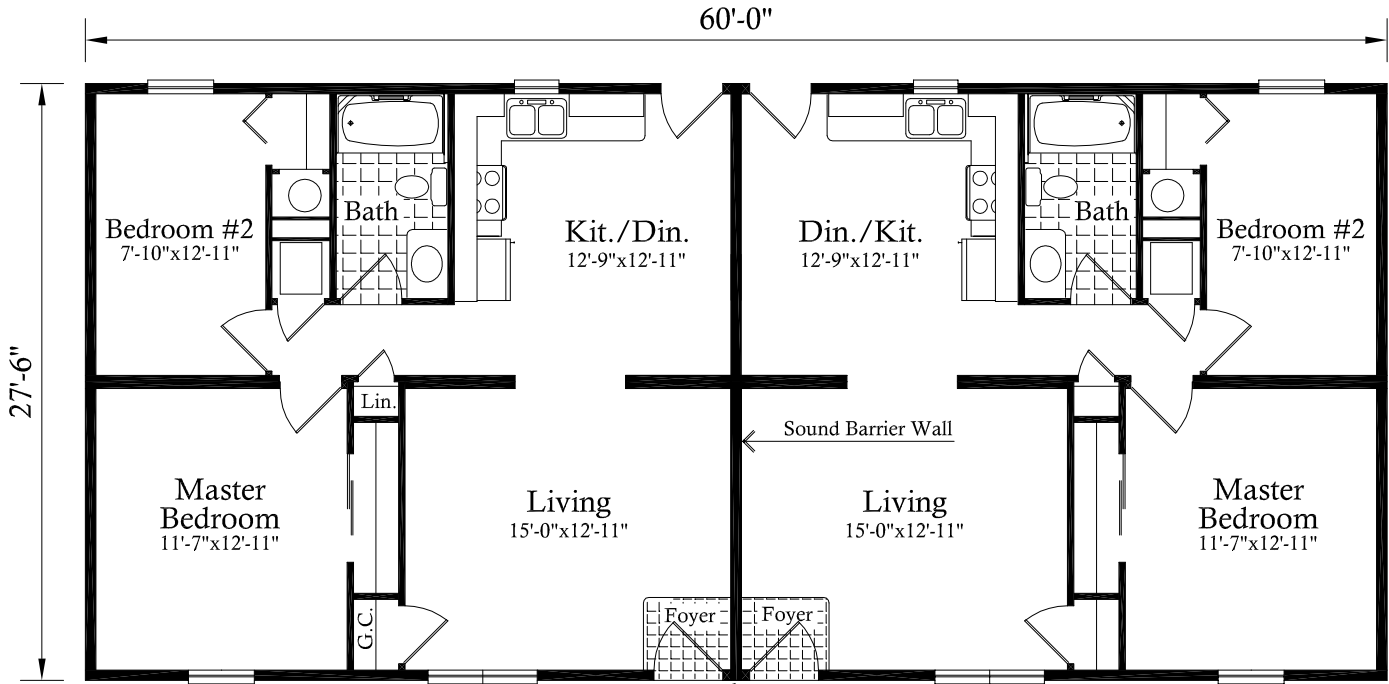 60'-0"
27'-6"
Bedroom #2
7'-10"x12'-11"
Bath
Kit./Din.
12'-9"x12'-11"
Din./Kit.
12'-9"x12'-11"
Bath
Bedroom #2
7'-10"x12'-11"
Lin.
Sound Barrier Wall
Master
Bedroom
11'-7"x12'-11"
Living
15'-0"x12'-11"
Living
15'-0"x12'-11"
Master
Bedroom
11'-7"x12'-11"
G.C.
Foyer
Foyer